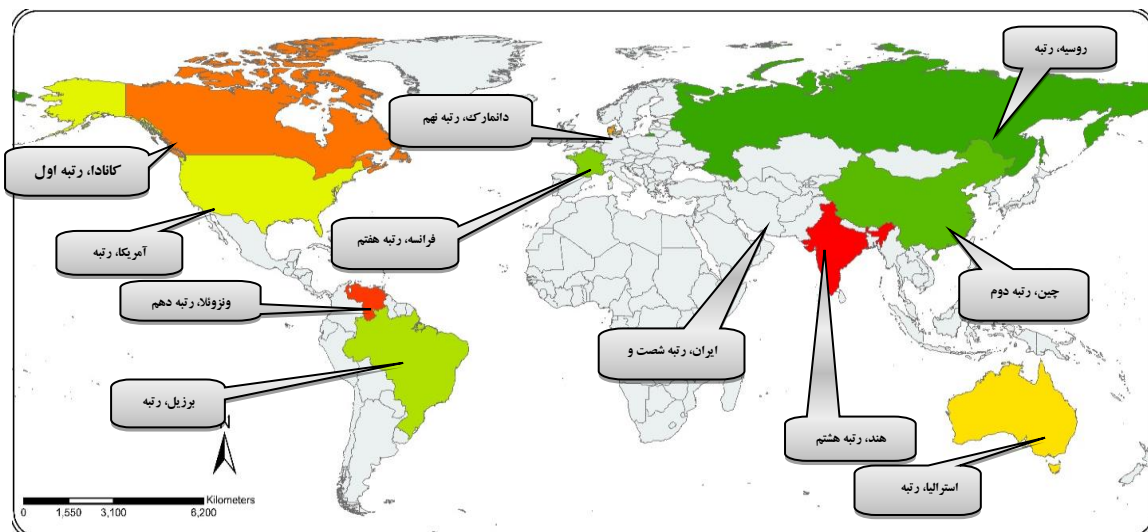 روسیه، رتبه
دانمارک، رتبه نهم
کانادا، رتبه اول
فرانسه، رتبه هفتم
آمریکا، رتبه
چین، رتبه دوم
ونزوئلا، رتبه دهم
ایران، رتبه شصت و
برزیل، رتبه
هند، رتبه هشتم
استرالیا، رتبه
N
Kilometers
0 1,550 3,100 6,200